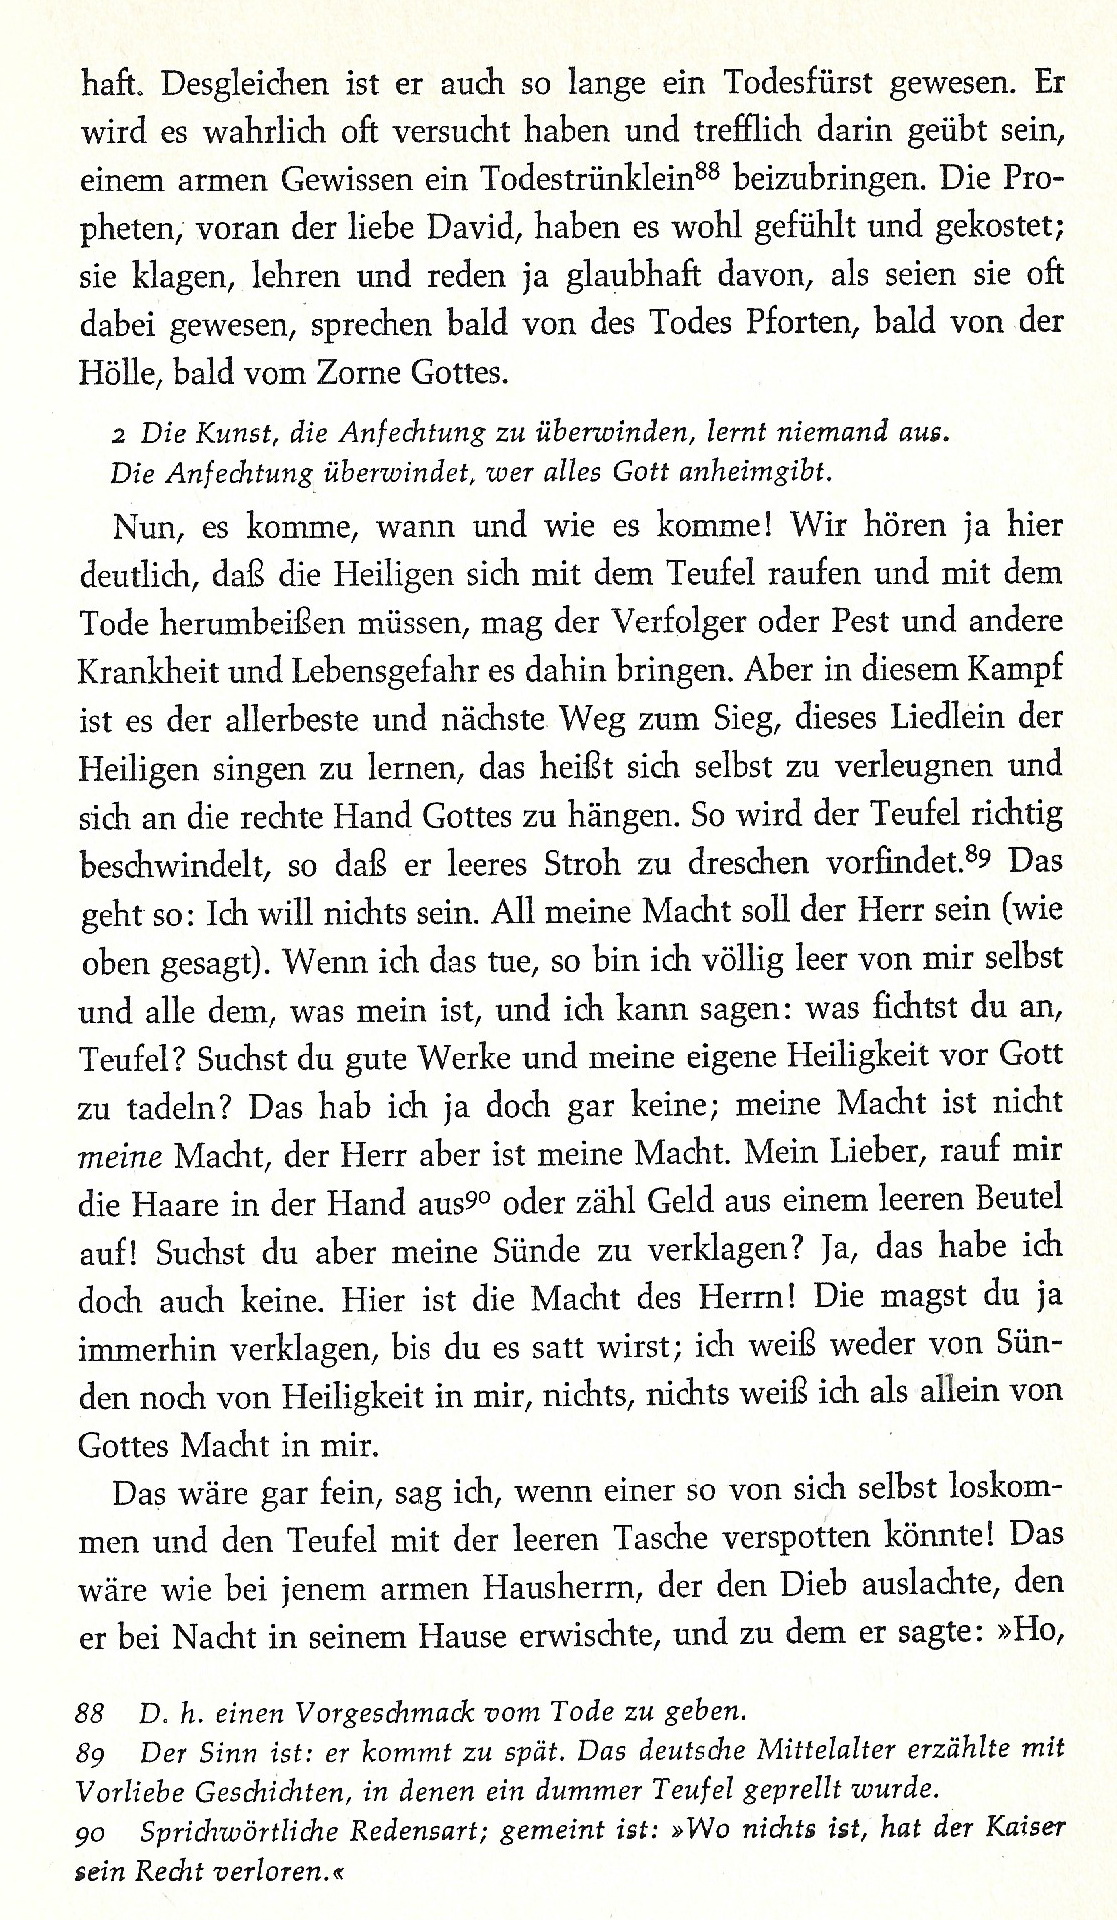 haft. Desgleichen ist er auch so lange ein Todesfürst gewesen. Er
wird es wahrlich oft versucht haben und trefflich darin geübt sein,
einem armen Gewissen ein Todestrünklein⁸⁸ beizubringen. Die Pro-
pheten, voran der liebe David, haben es wohl gefühlt und gekostet;
sie klagen, lehren und reden ja glaubhaft davon, als seien sie oft
dabei gewesen, sprechen bald von des Todes Pforten, bald von der
Hölle, bald vom Zorne Gottes.
2 Die Kunst, die Anfechtung zu überwinden, lernt niemand aus.
Die Anfechtung überwindet, wer alles Gott anheimgibt.
Nun, es komme, wann und wie es komme! Wir hören ja hier
deutlich, daß die Heiligen sich mit dem Teufel raufen und mit dem
Tode herumbeißen müssen, mag der Verfolger oder Pest und andere
Krankheit und Lebensgefahr es dahin bringen. Aber in diesem Kampf
ist es der allerbeste und nächste Weg zum Sieg, dieses Liedlein der
Heiligen singen zu lernen, das heißt sich selbst zu verleugnen und
sich an die rechte Hand Gottes zu hängen. So wird der Teufel richtig
beschwindelt, so daß er leeres Stroh zu dreschen vorfindet.⁸⁹ Das
geht so: Ich will nichts sein. All meine Macht soll der Herr sein (wie
oben gesagt). Wenn ich das tue, so bin ich völlig leer von mir selbst
und alle dem, was mein ist, und ich kann sagen: was fichtst du an,
Teufel? Suchst du gute Werke und meine eigene Heiligkeit vor Gott
zu tadeln? Das hab ich ja doch gar keine; meine Macht ist nicht
meine Macht, der Herr aber ist meine Macht. Mein Lieber, rauf mir
die Haare in der Hand aus⁹⁰ oder zähl Geld aus einem leeren Beutel
auf! Suchst du aber meine Sünde zu verklagen? Ja, das habe ich
doch auch keine. Hier ist die Macht des Herrn! Die magst du ja
immerhin verklagen, bis du es satt wirst; ich weiß weder von Sün-
den noch von Heiligkeit in mir, nichts, nichts weiß ich als allein von
Gottes Macht in mir.
Das wäre gar fein, sag ich, wenn einer so von sich selbst loskom-
men und den Teufel mit der leeren Tasche verspotten könnte! Das
wäre wie bei jenem armen Hausherrn, der den Dieb auslachte, den
er bei Nacht in seinem Hause erwischte, und zu dem er sagte: »Ho,
88 D. h. einen Vorgeschmack vom Tode zu geben.
89 Der Sinn ist: er kommt zu spät. Das deutsche Mittelalter erzählte mit
Vorliebe Geschichten, in denen ein dummer Teufel geprellt wurde.
90 Sprichwörtliche Redensart; gemeint ist: »Wo nichts ist, hat der Kaiser
sein Recht verloren.«